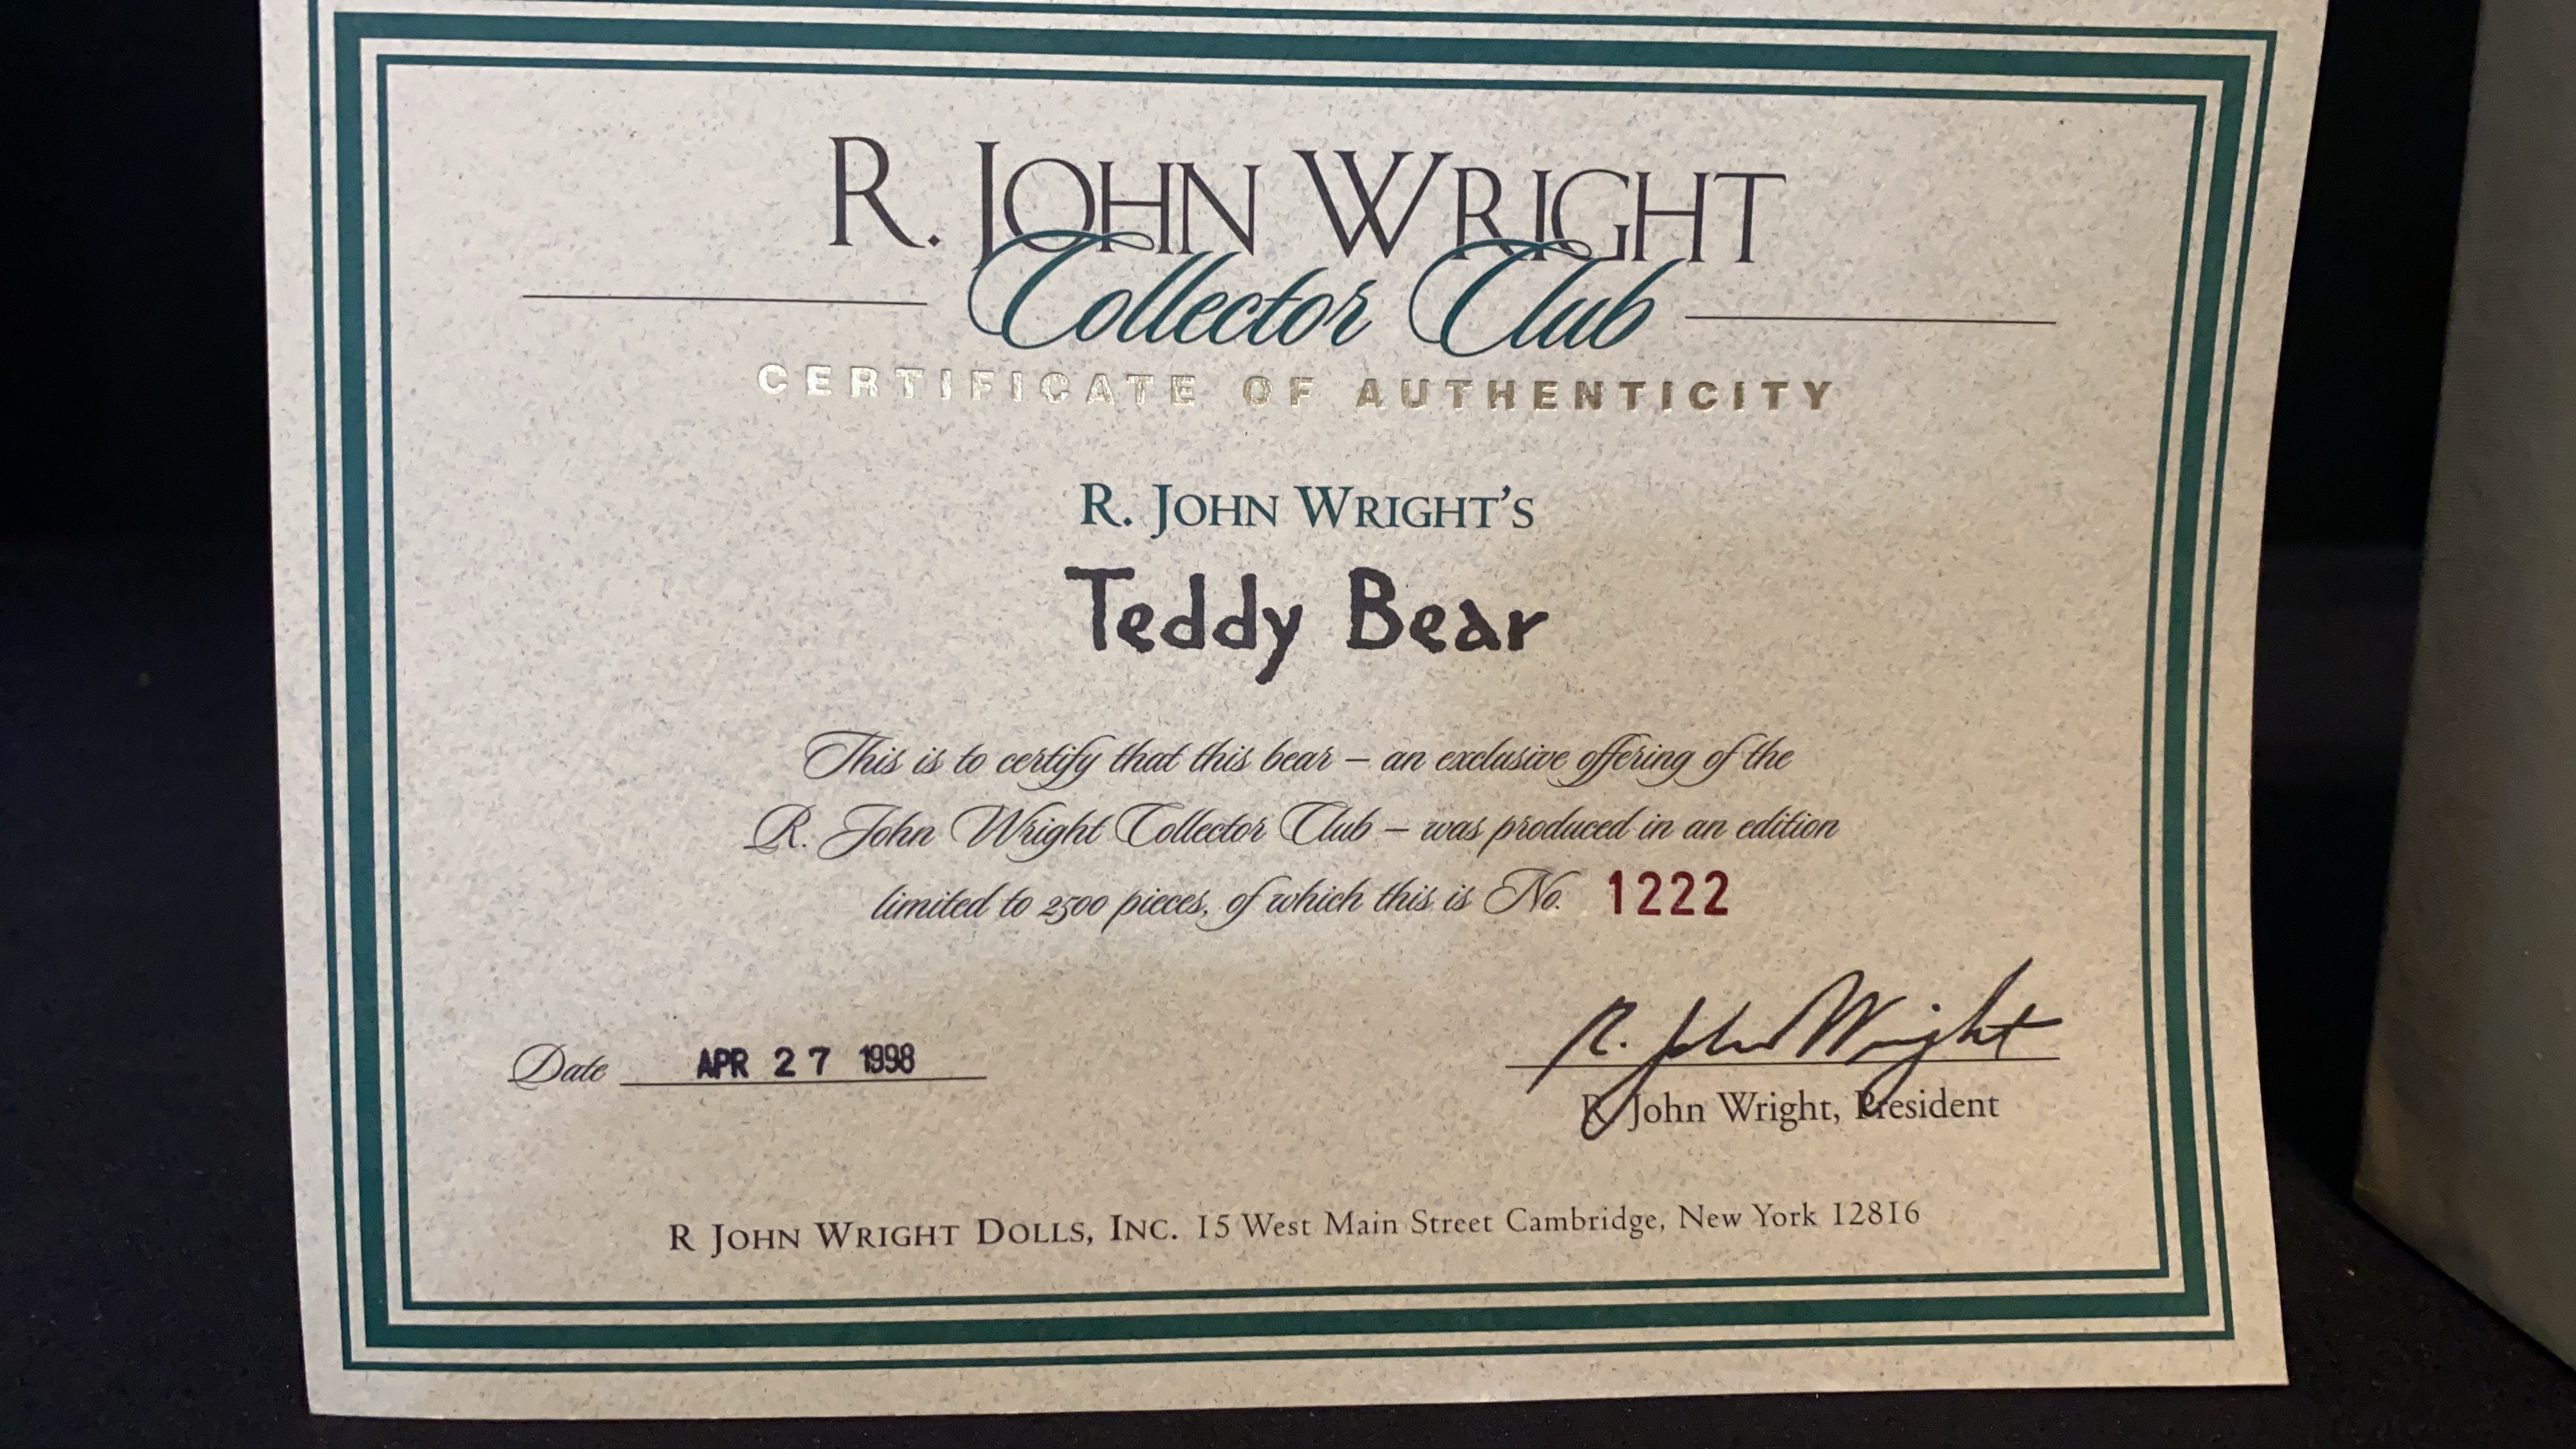 R. JOHN WRIGHT
Collector Club
CERTIFICATE OF AUTHENTICITY
R. JOHN WRIGHT'S
Teddy Bear
This is to certify that this bear – an exclusive offering of the
R. John Wright Collector Club – was produced in an edition
limited to 2500 pieces, of which this is No. 1222
Date APR 27 1998
R. John Wright
R. John Wright, President
R JOHN WRIGHT DOLLS, INC. 15 West Main Street Cambridge, New York 12816